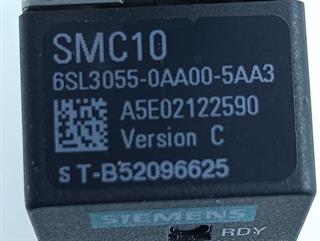 SMC10
6SL3055-0AA00-5AA3
A5E02122590
Version C
S T-B52096625
SIEMENS
RDY